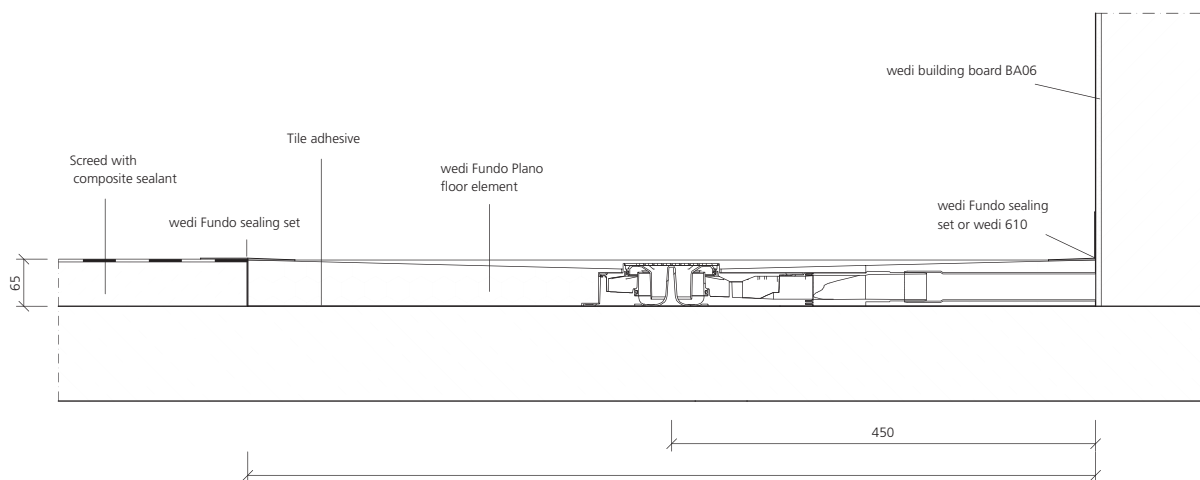 wedi building board BA06
Tile adhesive
Screed with
composite sealant
wedi Fundo Plano
floor element
wedi Fundo sealing set
wedi Fundo sealing
set or wedi 610
65
450